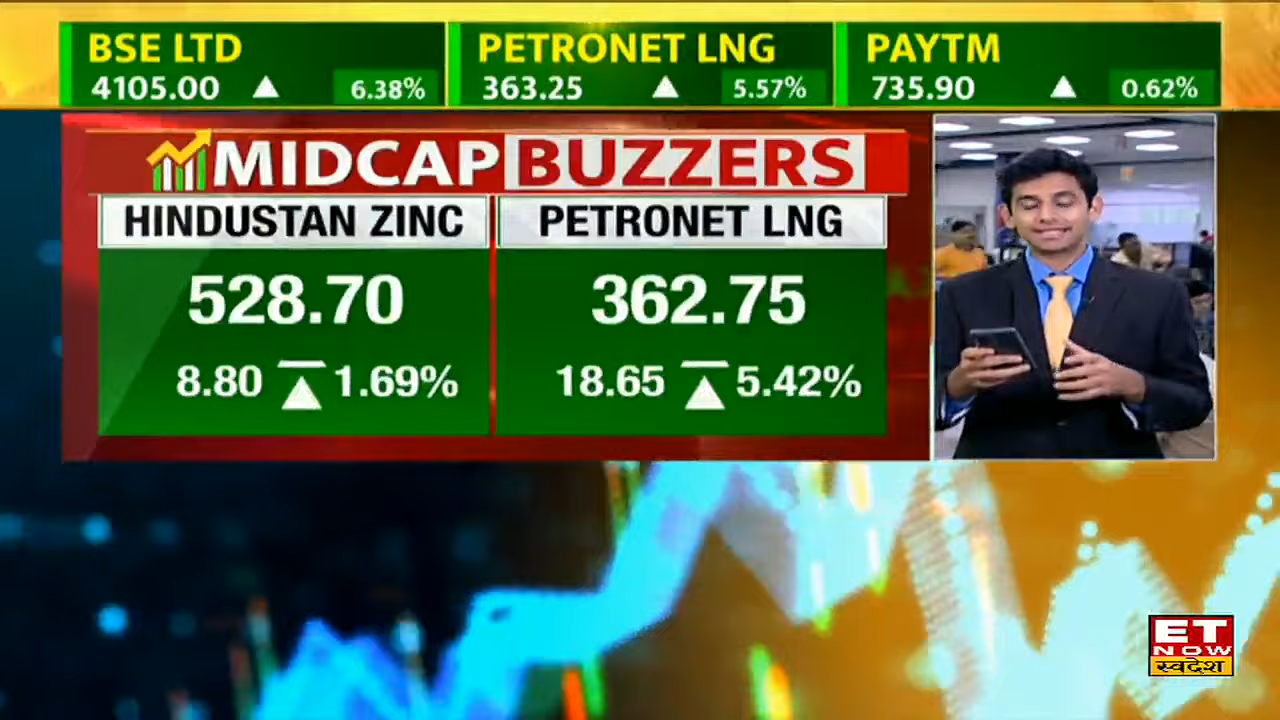 BSE LTD
4105.00 ▲ 6.38%
PETRONET LNG
363.25 ▲ 5.57%
PAYTM
735.90 ▲ 0.62%
MIDCAP BUZZERS
HINDUSTAN ZINC
528.70
8.80 ▲ 1.69%
PETRONET LNG
362.75
18.65 ▲ 5.42%
ET
NOW
स्वदेश